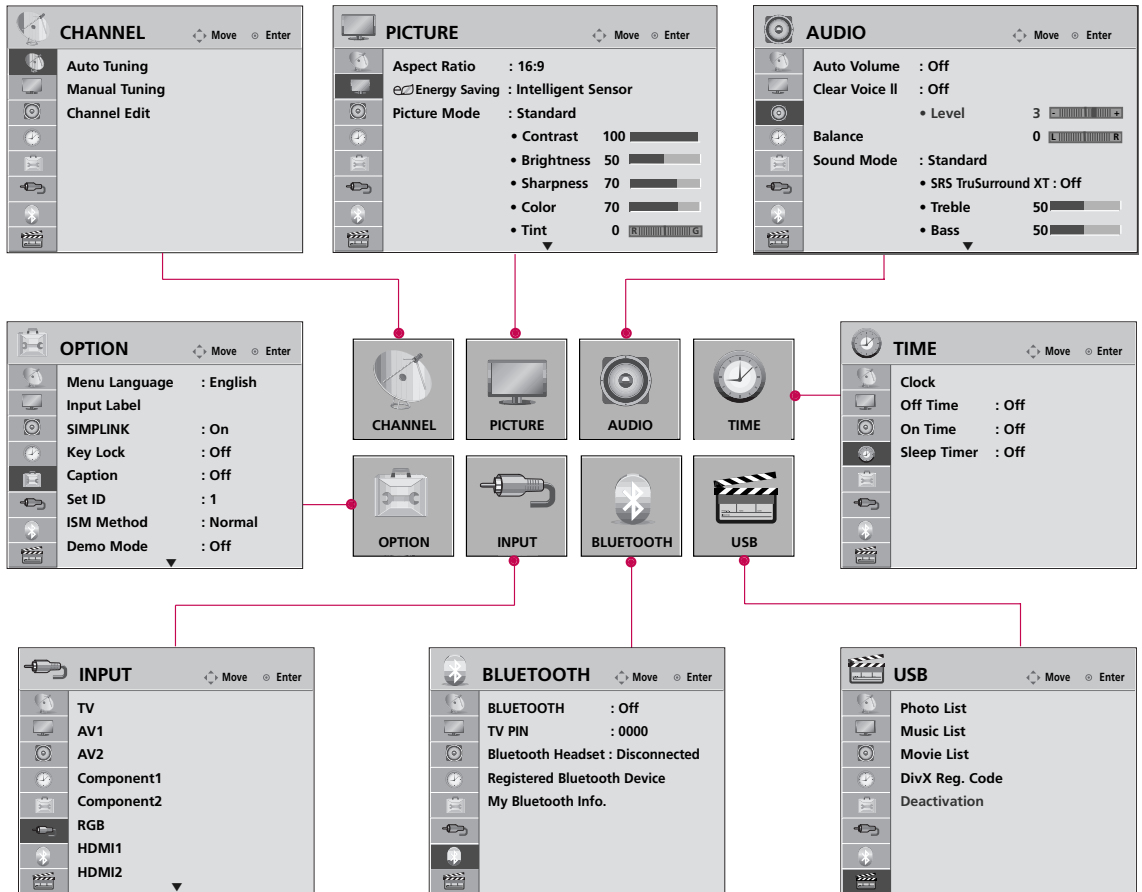 CHANNEL Move Enter
Auto Tuning
Manual Tuning
Channel Edit
PICTURE Move Enter
Aspect Ratio : 16:9
Energy Saving : Intelligent Sensor
Picture Mode : Standard
• Contrast 100
• Brightness 50
• Sharpness 70
• Color 70
• Tint 0 R G
AUDIO Move Enter
Auto Volume : Off
Clear Voice II : Off
• Level 3 - +
Balance 0 L R
Sound Mode : Standard
• SRS TruSurround XT : Off
• Treble 50
• Bass 50
OPTION Move Enter
Menu Language : English
Input Label
SIMPLINK : On
Key Lock : Off
Caption : Off
Set ID : 1
ISM Method : Normal
Demo Mode : Off
CHANNEL
PICTURE
AUDIO
TIME
OPTION
INPUT
BLUETOOTH
USB
TIME Move Enter
Clock
Off Time : Off
On Time : Off
Sleep Timer : Off
INPUT Move Enter
TV
AV1
AV2
Component1
Component2
RGB
HDMI1
HDMI2
BLUETOOTH Move Enter
BLUETOOTH : Off
TV PIN : 0000
Bluetooth Headset : Disconnected
Registered Bluetooth Device
My Bluetooth Info.
USB Move Enter
Photo List
Music List
Movie List
DivX Reg. Code
Deactivation